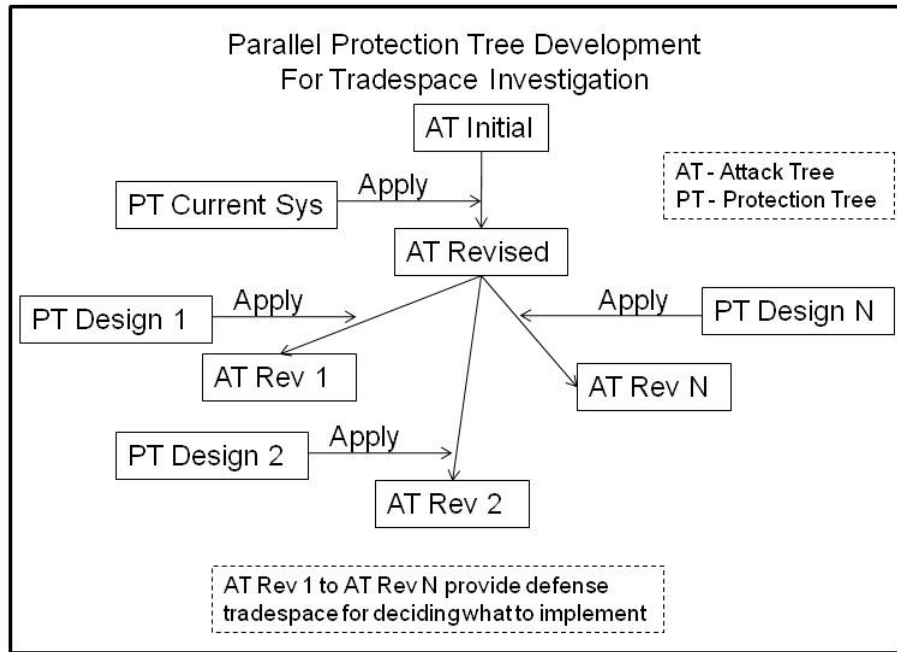 Parallel Protection Tree Development
For Tradespace Investigation
AT Initial
AT - Attack Tree
PT - Protection Tree
Apply
PT Current Sys
AT Revised
Apply
PT Design 1
Apply
PT Design N
AT Rev 1
AT Rev N
Apply
PT Design 2
AT Rev 2
AT Rev 1 to AT Rev N provide defense
tradespace for deciding what to implement